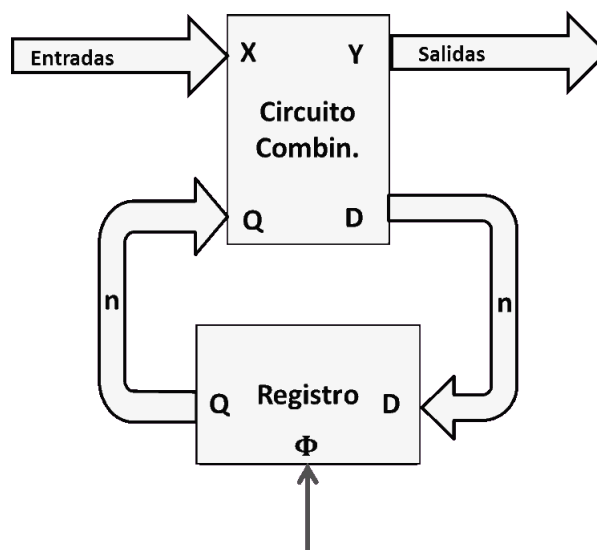 Entradas
X
Y
Salidas
Circuito
Combin.
Q
D
n
n
Q
Registro
D
Φ